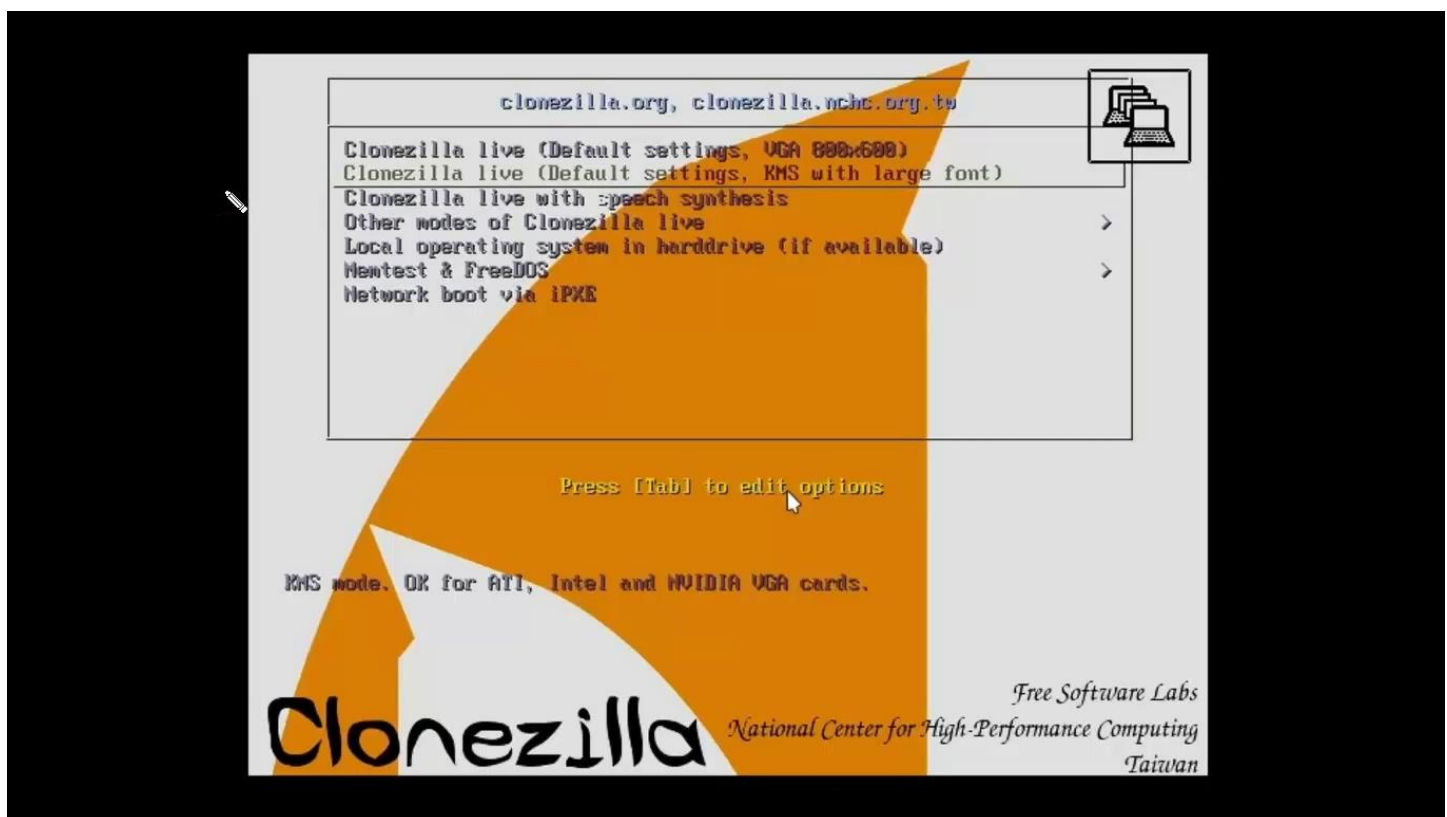 clonezilla.org, clonezilla.nchc.org.tw
Clonezilla live (Default settings, VGA 800x600)
Clonezilla live (Default settings, KMS with large font)
Clonezilla live with speech synthesis
Other modes of Clonezilla live >
Local operating system in harddrive (if available)
Memtest & FreeDOS >
Network boot via iPXE
Press [Tab] to edit options
KMS mode. OK for ATI, Intel and NVIDIA VGA cards.
Free Software Labs
Clonezilla National Center for High-Performance Computing
Taiwan